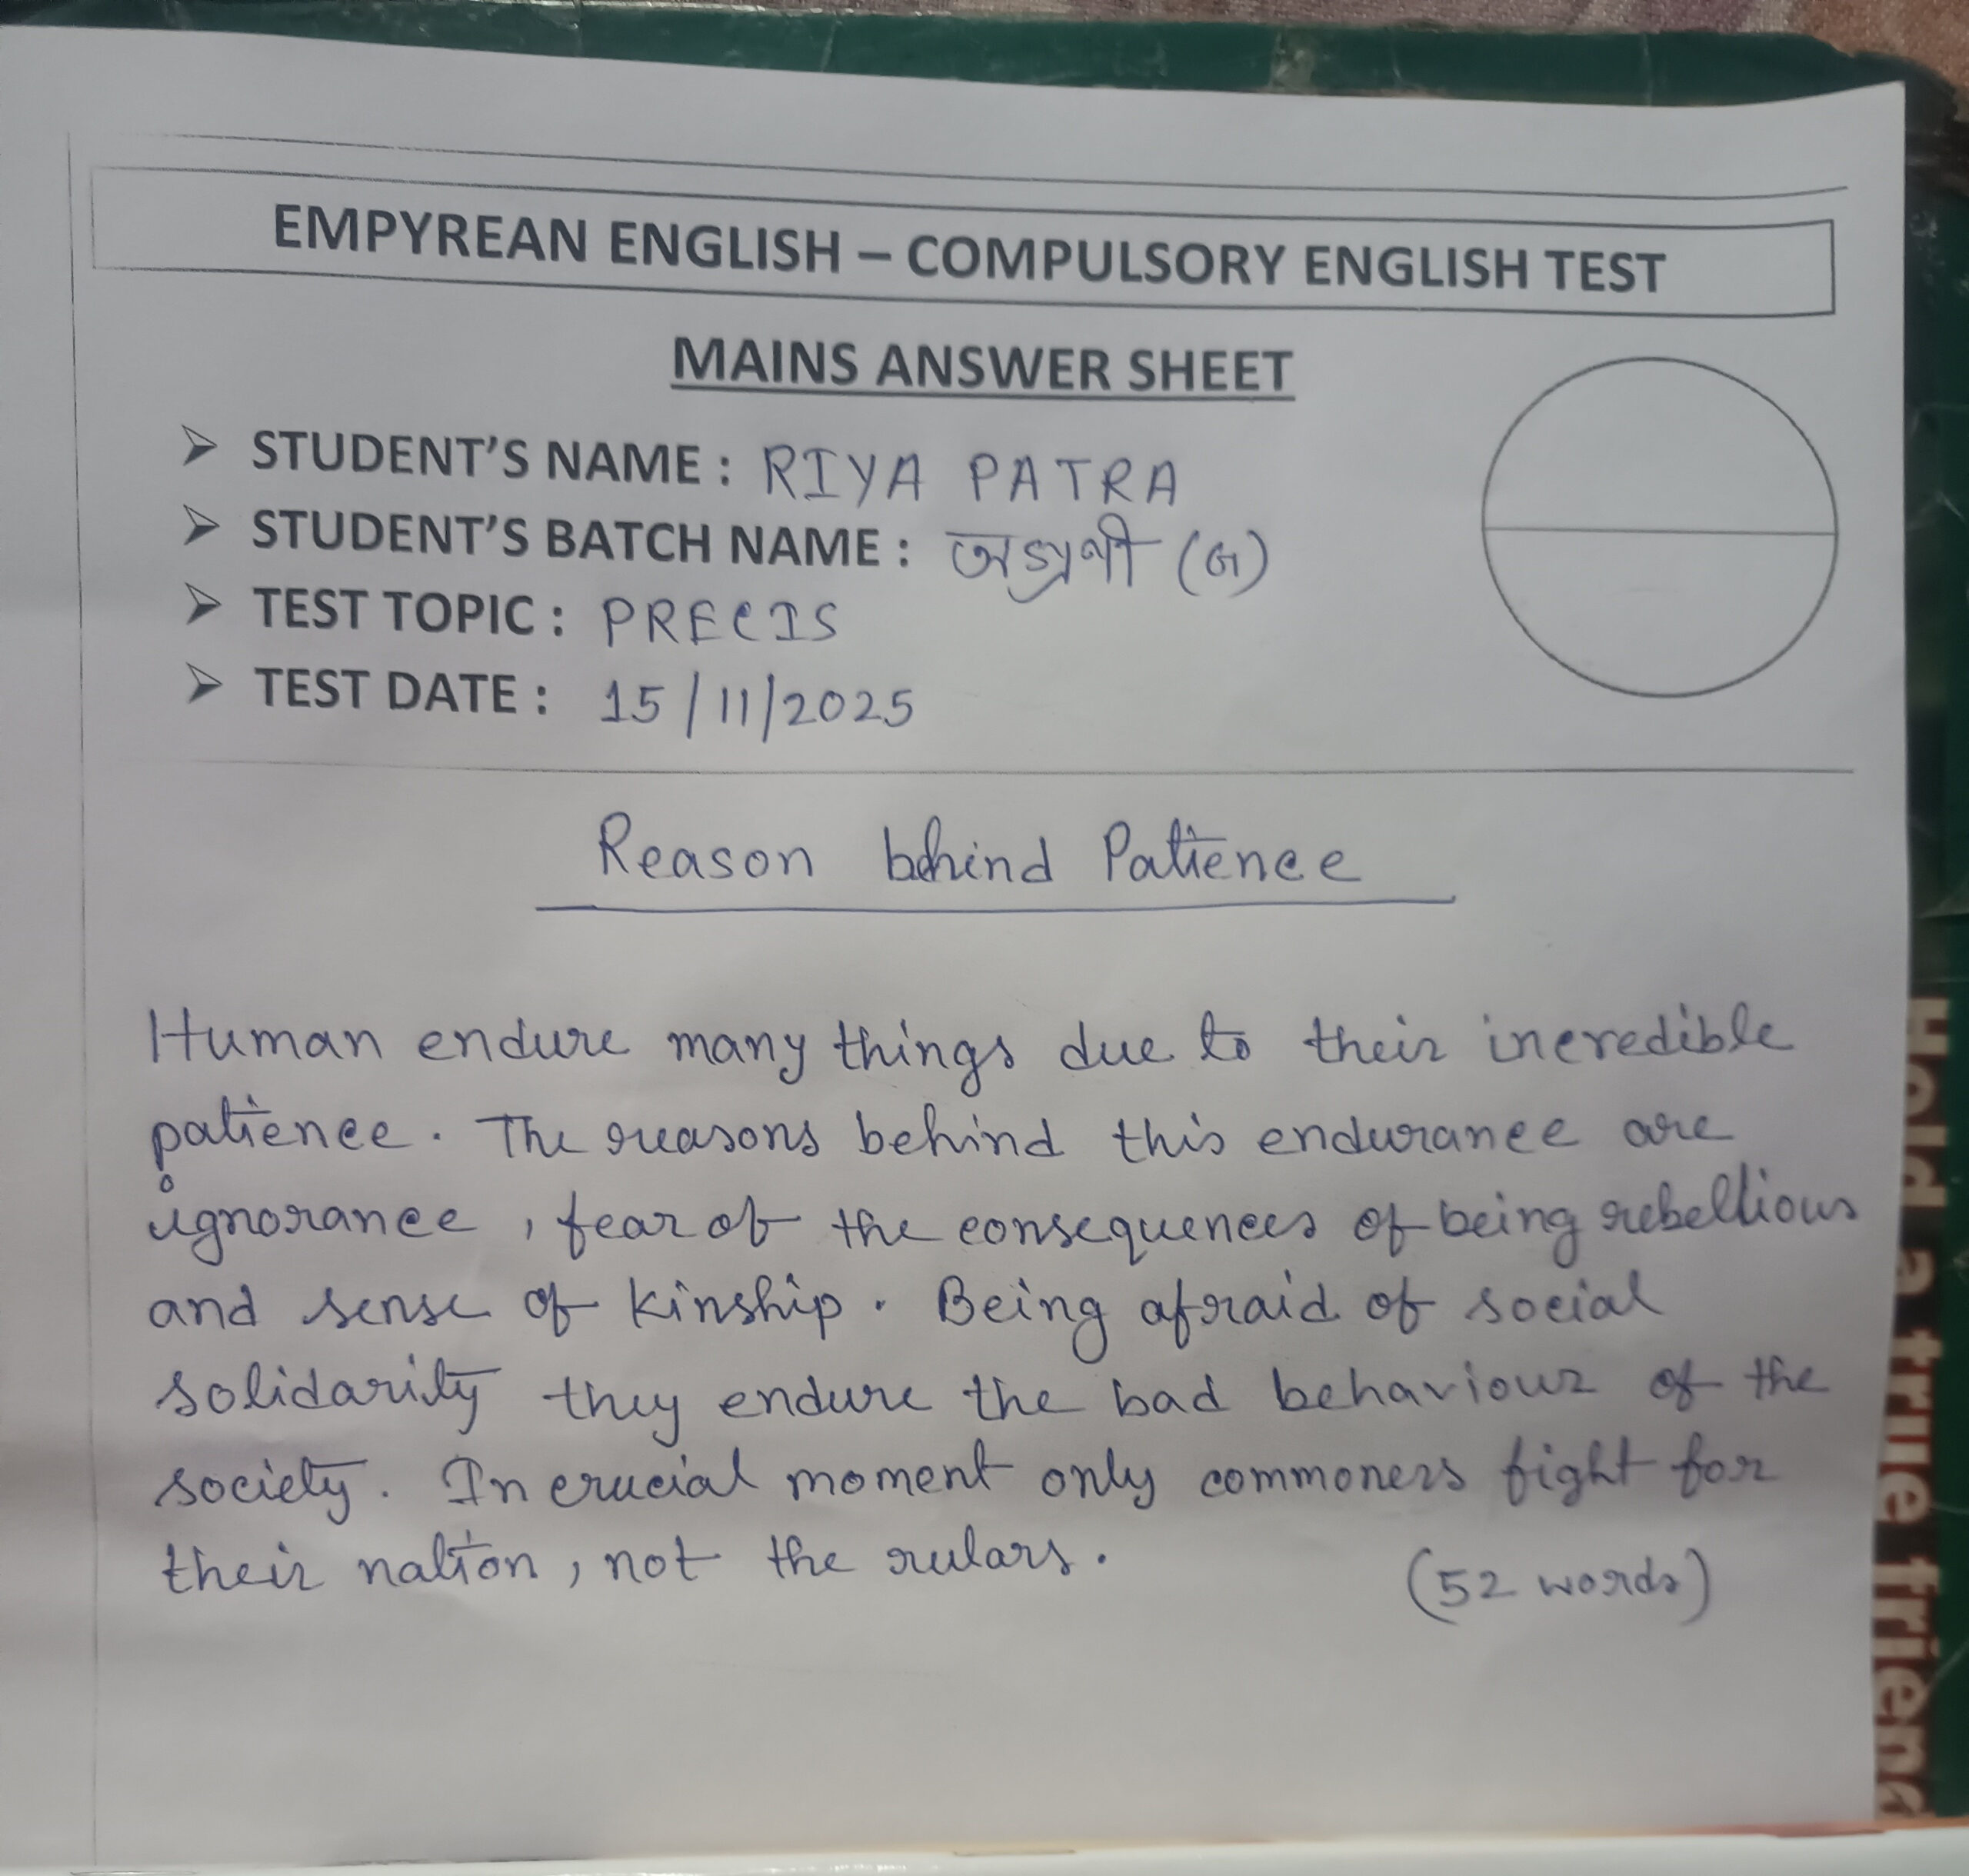 EMPYREAN ENGLISH – COMPULSORY ENGLISH TEST
MAINS ANSWER SHEET
➢ STUDENT'S NAME : RIYA PATRA
➢ STUDENT'S BATCH NAME : অগ্রণী (জ)
➢ TEST TOPIC : PRECIS
➢ TEST DATE : 15/11/2025
Reason behind Patience
Human endure many things due to their incredible
patience. The reasons behind this endurance are
ignorance, fear of the consequences of being rebellious
and sense of kinship. Being afraid of social
solidarity they endure the bad behaviour of the
society. In crucial moment only commoners fight for
their nation, not the rulars.
(52 words)
Hold a true friend